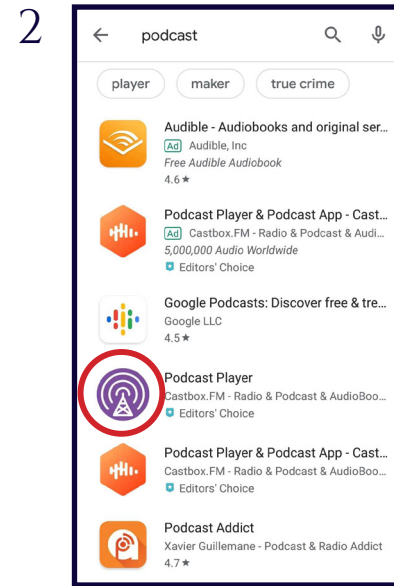 2
podcast
player maker true crime
Audible - Audiobooks and original ser...
Ad Audible, Inc
Free Audible Audiobook
4.6★
Podcast Player & Podcast App - Cast...
Ad Castbox.FM - Radio & Podcast & Audi...
5,000,000 Audio Worldwide
Editors' Choice
Google Podcasts: Discover free & tre...
Google LLC
4.5★
Podcast Player
Castbox.FM - Radio & Podcast & AudioBoo...
Editors' Choice
Podcast Player & Podcast App - Cast...
Castbox.FM - Radio & Podcast & AudioBoo...
Editors' Choice
Podcast Addict
Xavier Guillemane - Podcast & Radio Addict
4.7★